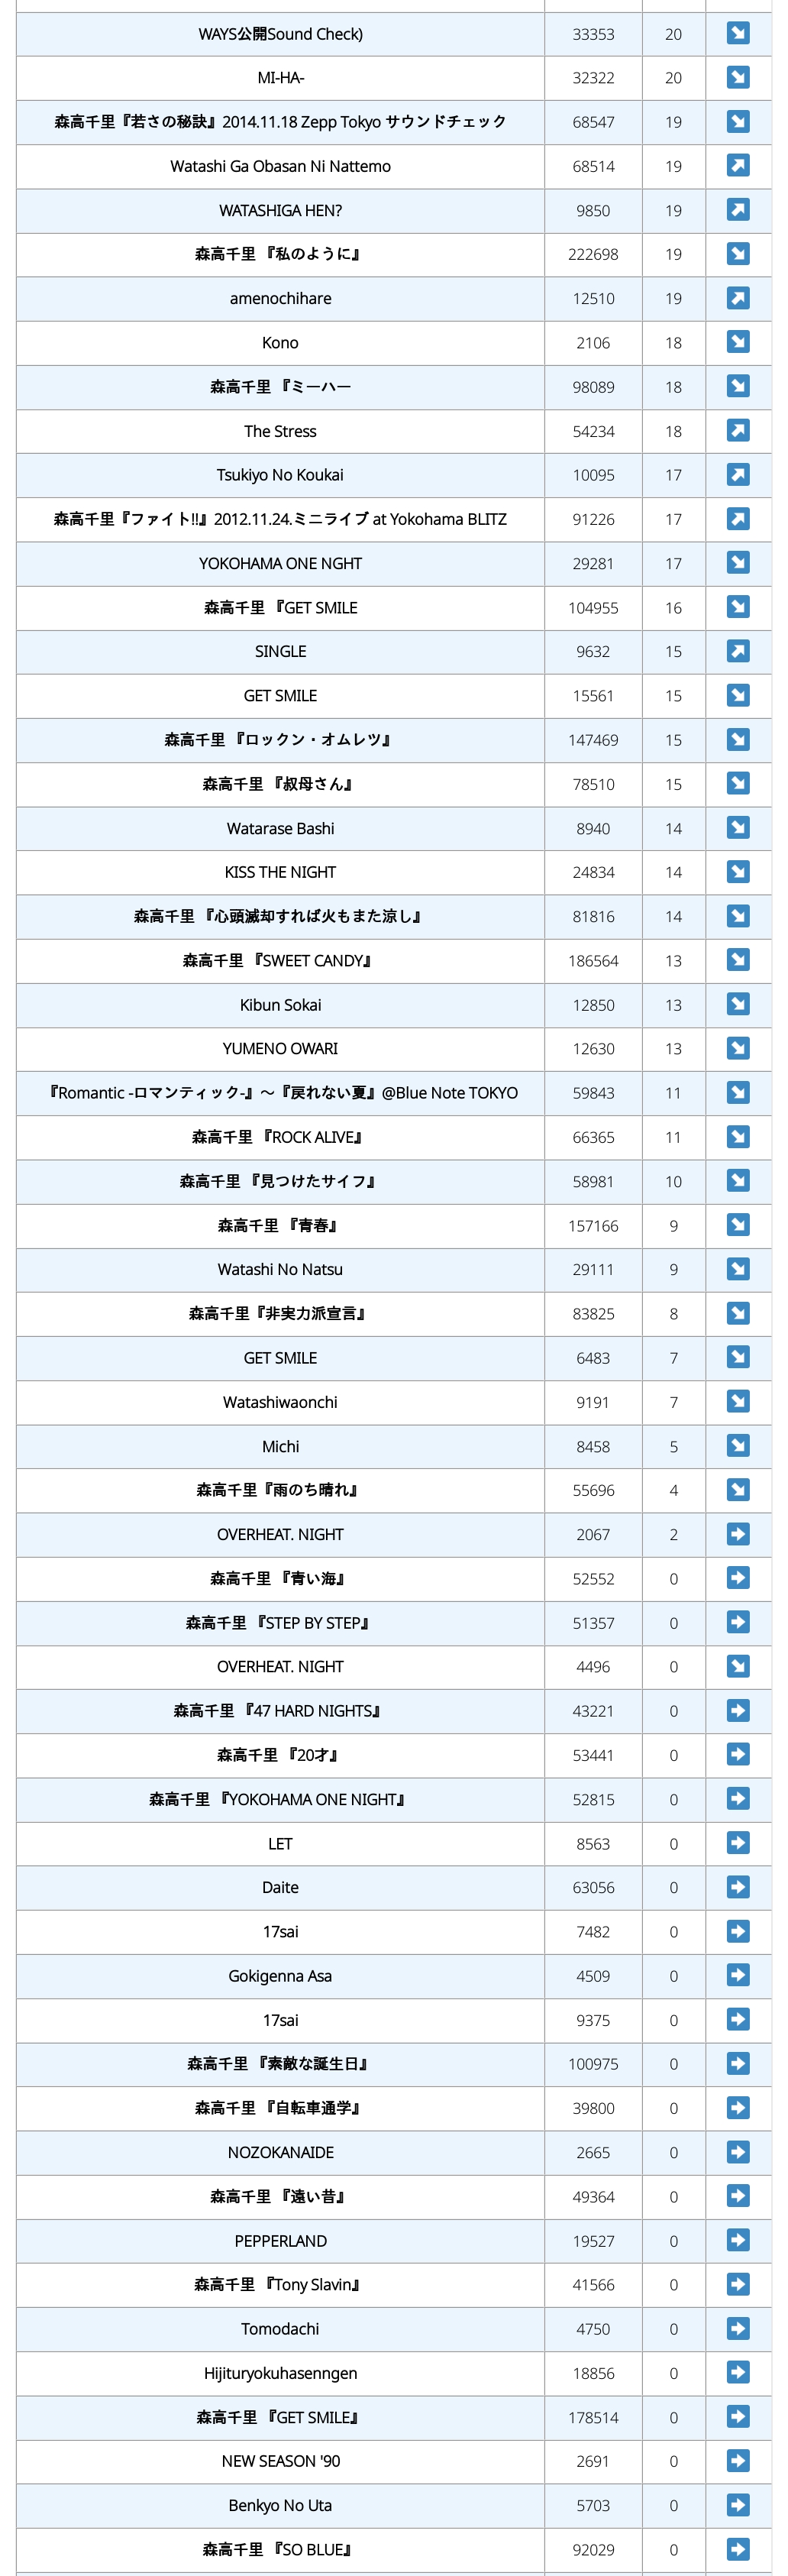 WAYS公開Sound Check) 33353 20
MI-HA- 32322 20
森高千里『若さの秘訣』2014.11.18 Zepp Tokyo サウンドチェック 68547 19
Watashi Ga Obasan Ni Nattemo 68514 19
WATASHIGA HEN? 9850 19
森高千里 『私のように』 222698 19
amenochihare 12510 19
Kono 2106 18
森高千里 『ミーハー 98089 18
The Stress 54234 18
Tsukiyo No Koukai 10095 17
森高千里『ファイト!!』2012.11.24.ミニライブ at Yokohama BLITZ 91226 17
YOKOHAMA ONE NGHT 29281 17
森高千里 『GET SMILE 104955 16
SINGLE 9632 15
GET SMILE 15561 15
森高千里 『ロックン・オムレツ』 147469 15
森高千里 『叔母さん』 78510 15
Watarase Bashi 8940 14
KISS THE NIGHT 24834 14
森高千里 『心頭滅却すれば火もまた涼し』 81816 14
森高千里 『SWEET CANDY』 186564 13
Kibun Sokai 12850 13
YUMENO OWARI 12630 13
『Romantic -ロマンティック-』～『戻れない夏』@Blue Note TOKYO 59843 11
森高千里 『ROCK ALIVE』 66365 11
森高千里 『見つけたサイフ』 58981 10
森高千里 『青春』 157166 9
Watashi No Natsu 29111 9
森高千里『非実力派宣言』 83825 8
GET SMILE 6483 7
Watashiwaonchi 9191 7
Michi 8458 5
森高千里『雨のち晴れ』 55696 4
OVERHEAT. NIGHT 2067 2
森高千里 『青い海』 52552 0
森高千里 『STEP BY STEP』 51357 0
OVERHEAT. NIGHT 4496 0
森高千里 『47 HARD NIGHTS』 43221 0
森高千里 『20才』 53441 0
森高千里 『YOKOHAMA ONE NIGHT』 52815 0
LET 8563 0
Daite 63056 0
17sai 7482 0
Gokigenna Asa 4509 0
17sai 9375 0
森高千里 『素敵な誕生日』 100975 0
森高千里 『自転車通学』 39800 0
NOZOKANAIDE 2665 0
森高千里 『遠い昔』 49364 0
PEPPERLAND 19527 0
森高千里 『Tony Slavin』 41566 0
Tomodachi 4750 0
Hijituryokuhasenngen 18856 0
森高千里 『GET SMILE』 178514 0
NEW SEASON '90 2691 0
Benkyo No Uta 5703 0
森高千里 『SO BLUE』 92029 0